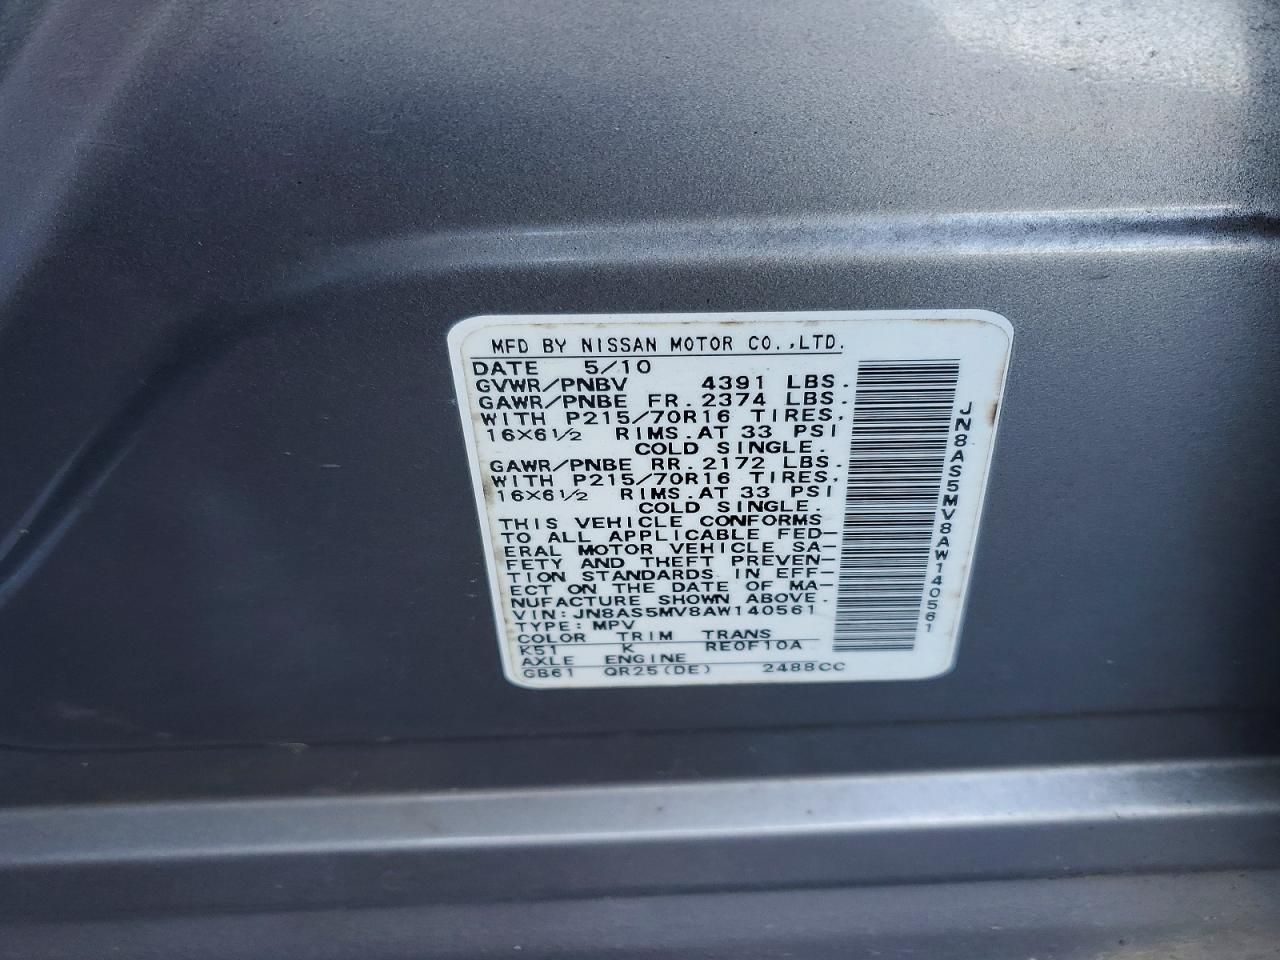 MFD BY NISSAN MOTOR CO.,LTD.
DATE 5/10
GVWR/PNBV 4391 LBS.
GAWR/PNBE FR. 2374 LBS.
WITH P215/70R16 TIRES,
16X6½ RIMS.AT 33 PSI
COLD SINGLE.
GAWR/PNBE RR. 2172 LBS.
WITH P215/70R16 TIRES,
16X6½ RIMS.AT 33 PSI
COLD SINGLE.
THIS VEHICLE CONFORMS
TO ALL APPLICABLE FED-
ERAL MOTOR VEHICLE SA-
FETY AND THEFT PREVEN-
TION STANDARDS IN EFF-
ECT ON THE DATE OF MA-
NUFACTURE SHOWN ABOVE.
VIN: JN8AS5MV8AW140561
TYPE: MPV
COLOR TRIM TRANS
K51 K RE0F10A
AXLE ENGINE
GB61 QR25(DE) 2488CC
JN8AS5MV8AW140561